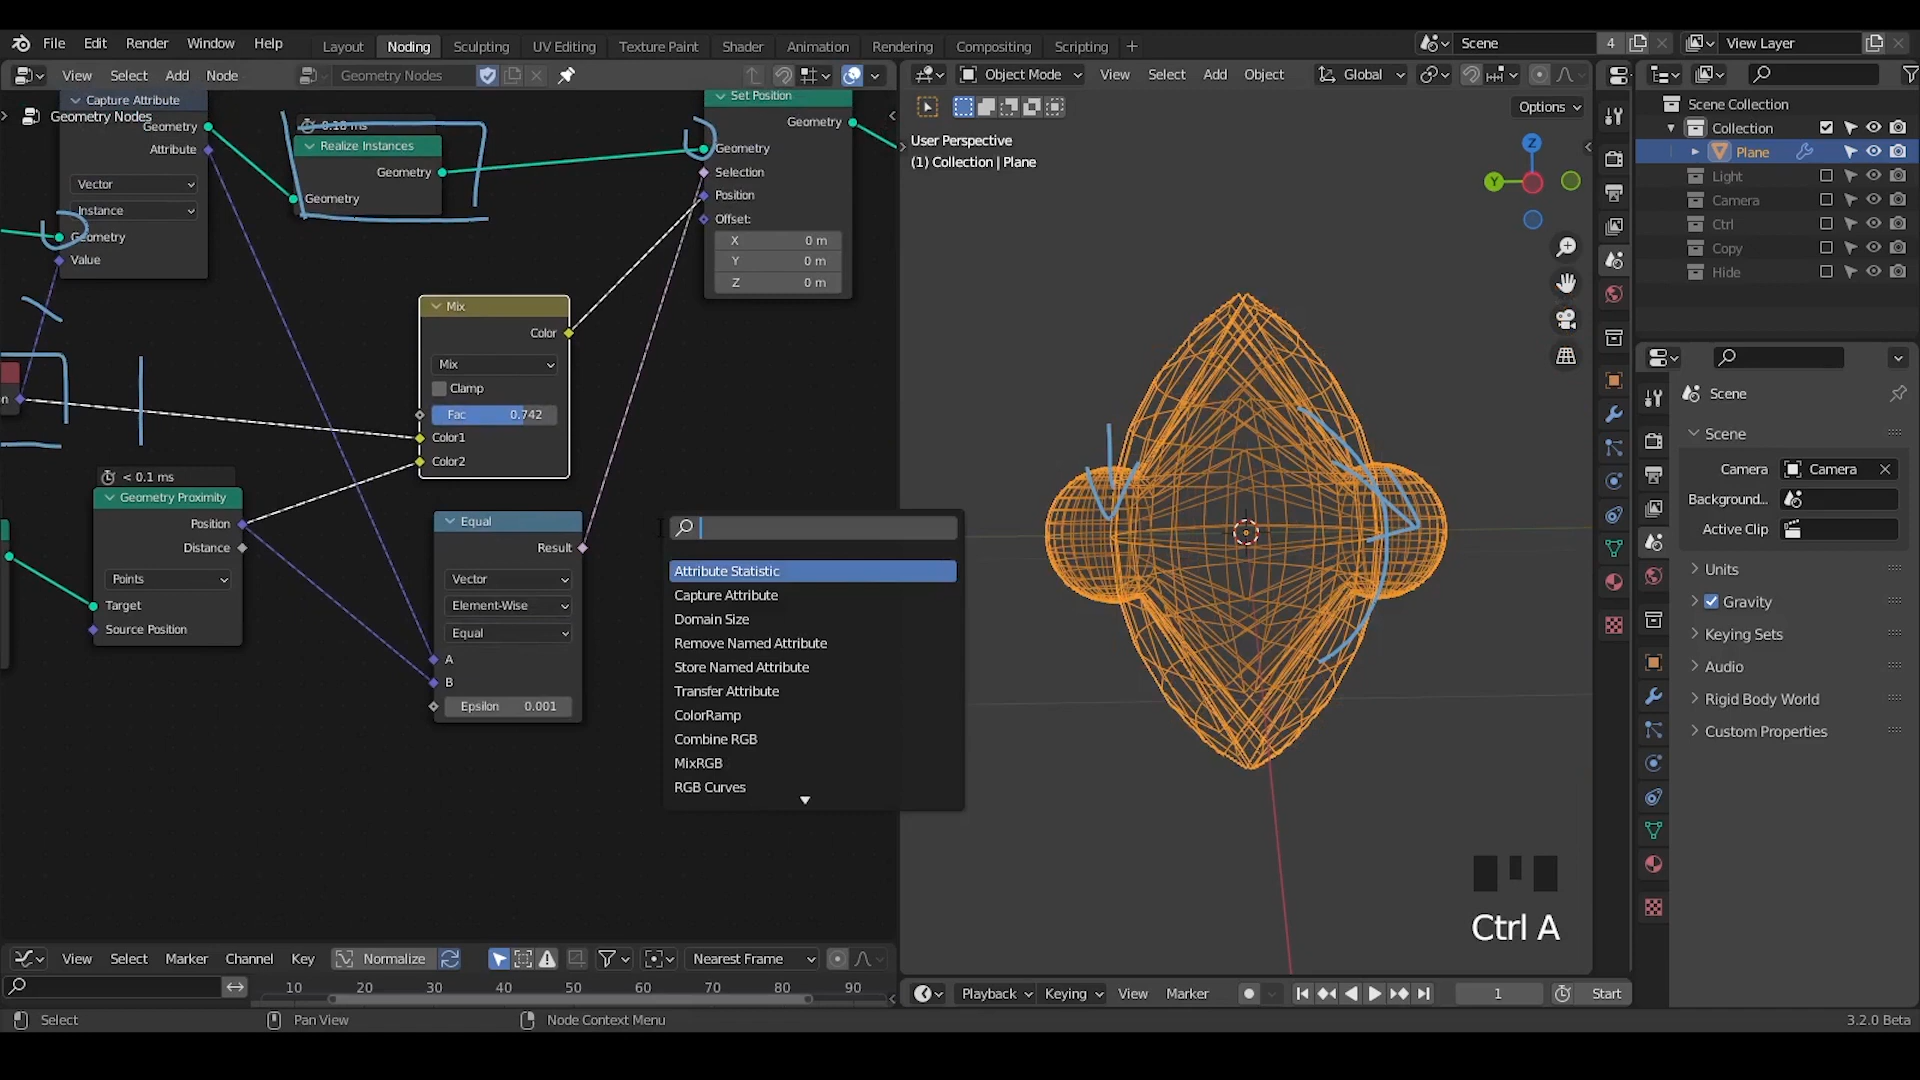 File Edit Render Window Help Layout Noding Sculpting UV Editing Texture Paint Shader Animation Rendering Compositing Scripting + Scene 4 View Layer
View Select Add Node Geometry Nodes
Object Mode View Select Add Object Global
Options
Capture Attribute
Geometry Nodes
Geometry
Attribute
Vector
Instance
Geometry
Value
0.18 ms
Realize Instances
Geometry
Geometry
Set Position
Geometry
Geometry
Selection
Position
Offset:
X 0 m
Y 0 m
Z 0 m
Mix
Color
Mix
Clamp
Fac 0.742
Color1
Color2
n
< 0.1 ms
Geometry Proximity
Position
Distance
Points
Target
Source Position
Equal
Result
Vector
Element-Wise
Equal
A
B
Epsilon 0.001
Attribute Statistic
Capture Attribute
Domain Size
Remove Named Attribute
Store Named Attribute
Transfer Attribute
ColorRamp
Combine RGB
MixRGB
RGB Curves
User Perspective
(1) Collection | Plane
Z
Y
Ctrl A
Scene Collection
Collection
Plane
Light
Camera
Ctrl
Copy
Hide
Scene
Scene
Camera Camera
Background...
Active Clip
Units
Gravity
Keying Sets
Audio
Rigid Body World
Custom Properties
View Select Marker Channel Key Normalize Nearest Frame
10 20 30 40 50 60 70 80 90
Playback Keying View Marker 1 Start
Select Pan View Node Context Menu 3.2.0 Beta